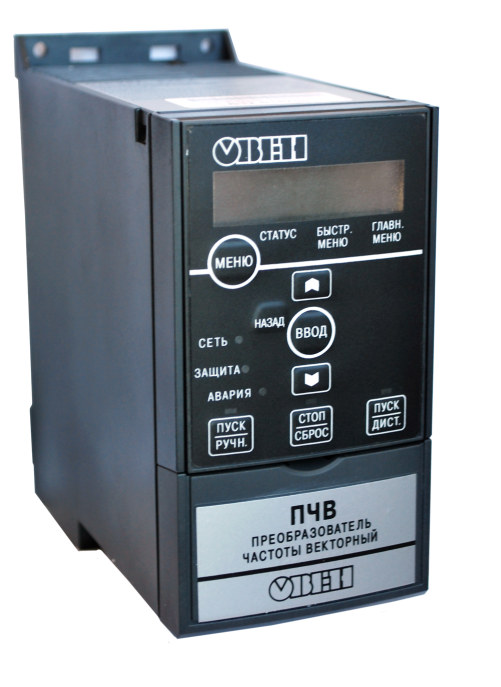 ОВЕН
СТАТУС
БЫСТР.
МЕНЮ
ГЛАВН.
МЕНЮ
МЕНЮ
НАЗАД
ВВОД
СЕТЬ
ЗАЩИТА
АВАРИЯ
ПУСК
РУЧН.
СТОП
СБРОС
ПУСК
ДИСТ.
ПЧВ
ПРЕОБРАЗОВАТЕЛЬ
ЧАСТОТЫ ВЕКТОРНЫЙ
ОВЕН